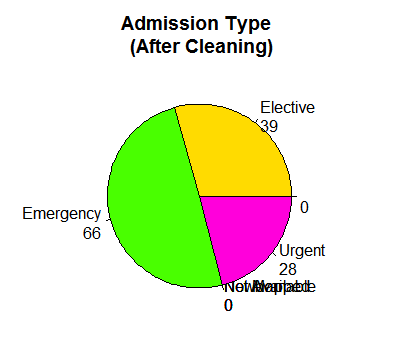 Admission Type
(After Cleaning)
Elective
39
0
Emergency
66
Urgent
28
0